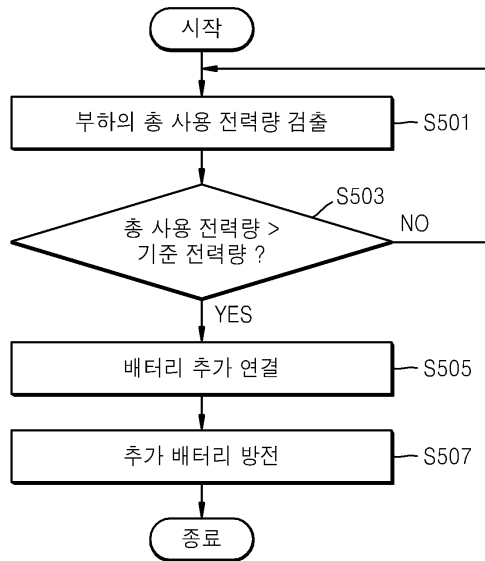 시작
부하의 총 사용 전력량 검출
S501
S503
총 사용 전력량 >
기준 전력량 ?
NO
YES
배터리 추가 연결
S505
추가 배터리 방전
S507
종료